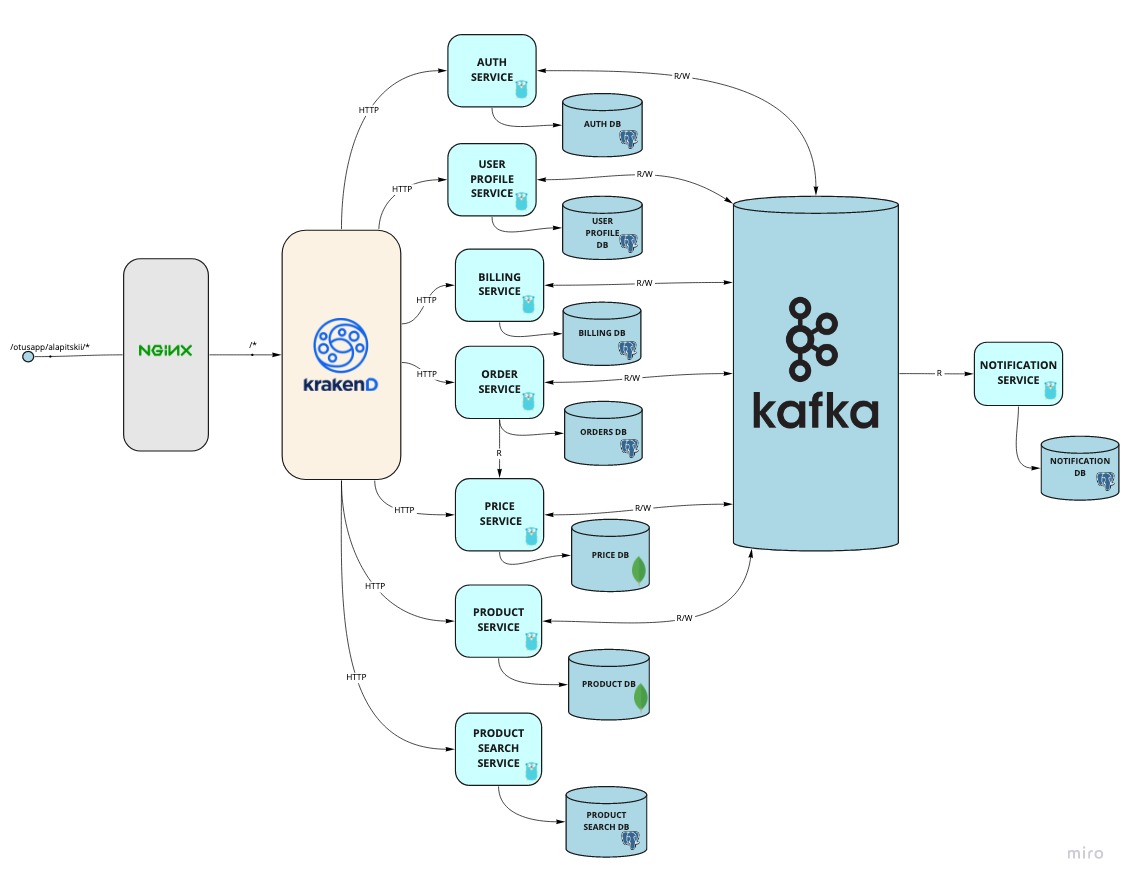 /otusapp/alapitskii/*
NGiNX
/*
krakenD
HTTP
HTTP
HTTP
HTTP
HTTP
HTTP
HTTP
AUTH
SERVICE
AUTH DB
R/W
USER
PROFILE
SERVICE
USER
PROFILE
DB
R/W
BILLING
SERVICE
BILLING DB
R/W
ORDER
SERVICE
ORDERS DB
R/W
R
PRICE
SERVICE
PRICE DB
R/W
PRODUCT
SERVICE
PRODUCT DB
R/W
PRODUCT
SEARCH
SERVICE
PRODUCT
SEARCH DB
kafka
R
NOTIFICATION
SERVICE
NOTIFICATION
DB
miro